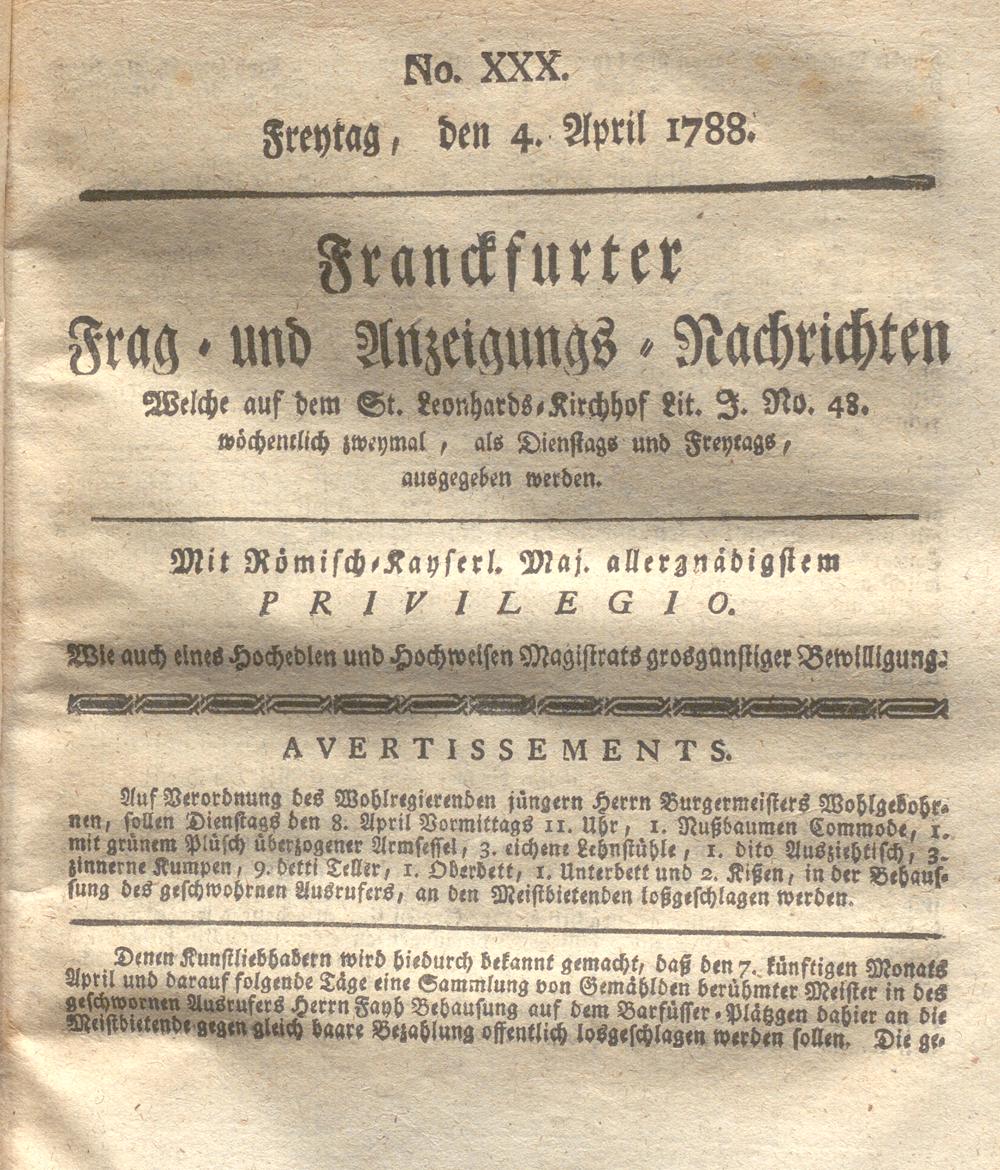 No. XXX.
Freytag, den 4. April 1788.
Franckfurter
Frag- und Anzeigungs-Nachrichten
Welche auf dem St. Leonhards-Kirchhof Lit. J. No. 48.
wöchentlich zweymal, als Dienstags und Freytags,
ausgegeben werden.
Mit Römisch-Kayserl. Maj. allergnädigstem
PRIVILEGIO.
Wie auch eines Hochedlen und Hochweisen Magistrats grosgünstiger Bewilligung.
AVERTISSEMENTS.
Auf Verordnung des Wohlregierenden jüngern Herrn Burgermeisters Wohlgebohr-
nen, sollen Dienstags den 8. April Vormittags 11. Uhr, 1. Nußbaumen Commode, 1.
mit grünem Plüsch überzogener Armsessel, 3. eichene Lehnstühle, 1. dito Ausziehtisch, 3.
zinnerne Kumpen, 9. detti Teller, 1. Oberbett, 1. Unterbett und 2. Kißen, in der Behau-
sung des geschwohrnen Ausrufers, an den Meistbietenden loßgeschlagen werden.
Denen Kunstliebhabern wird hiedurch bekannt gemacht, daß den 7. künftigen Monats
April und darauf folgende Täge eine Sammlung von Gemählden berühmter Meister in des
geschwornen Ausrufers Herrn Fayh Behausung auf dem Barfüsser-Plätzgen dahier an die
Meistbietende gegen gleich baare Bezahlung offentlich losgeschlagen werden sollen. Die ge-